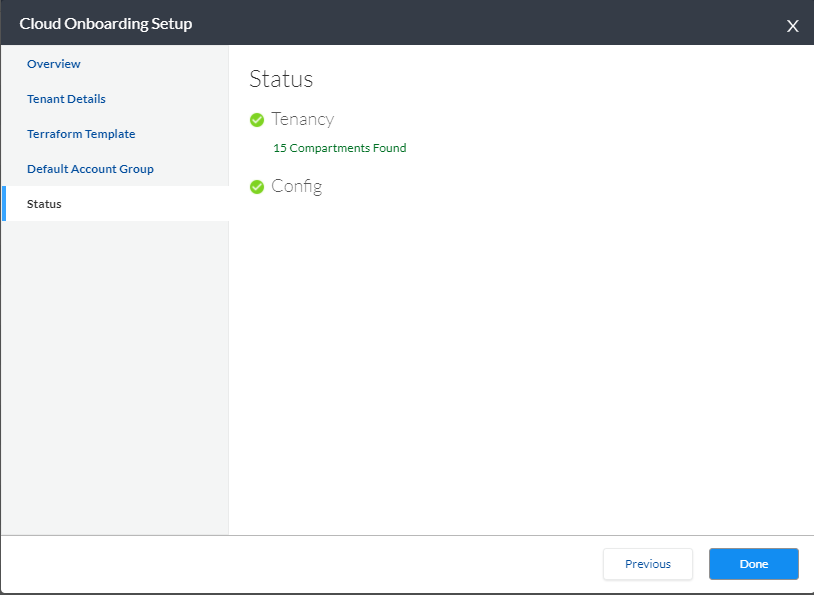 Cloud Onboarding Setup
X
Overview
Tenant Details
Terraform Template
Default Account Group
Status
Status
Tenancy
15 Compartments Found
Config
Previous
Done